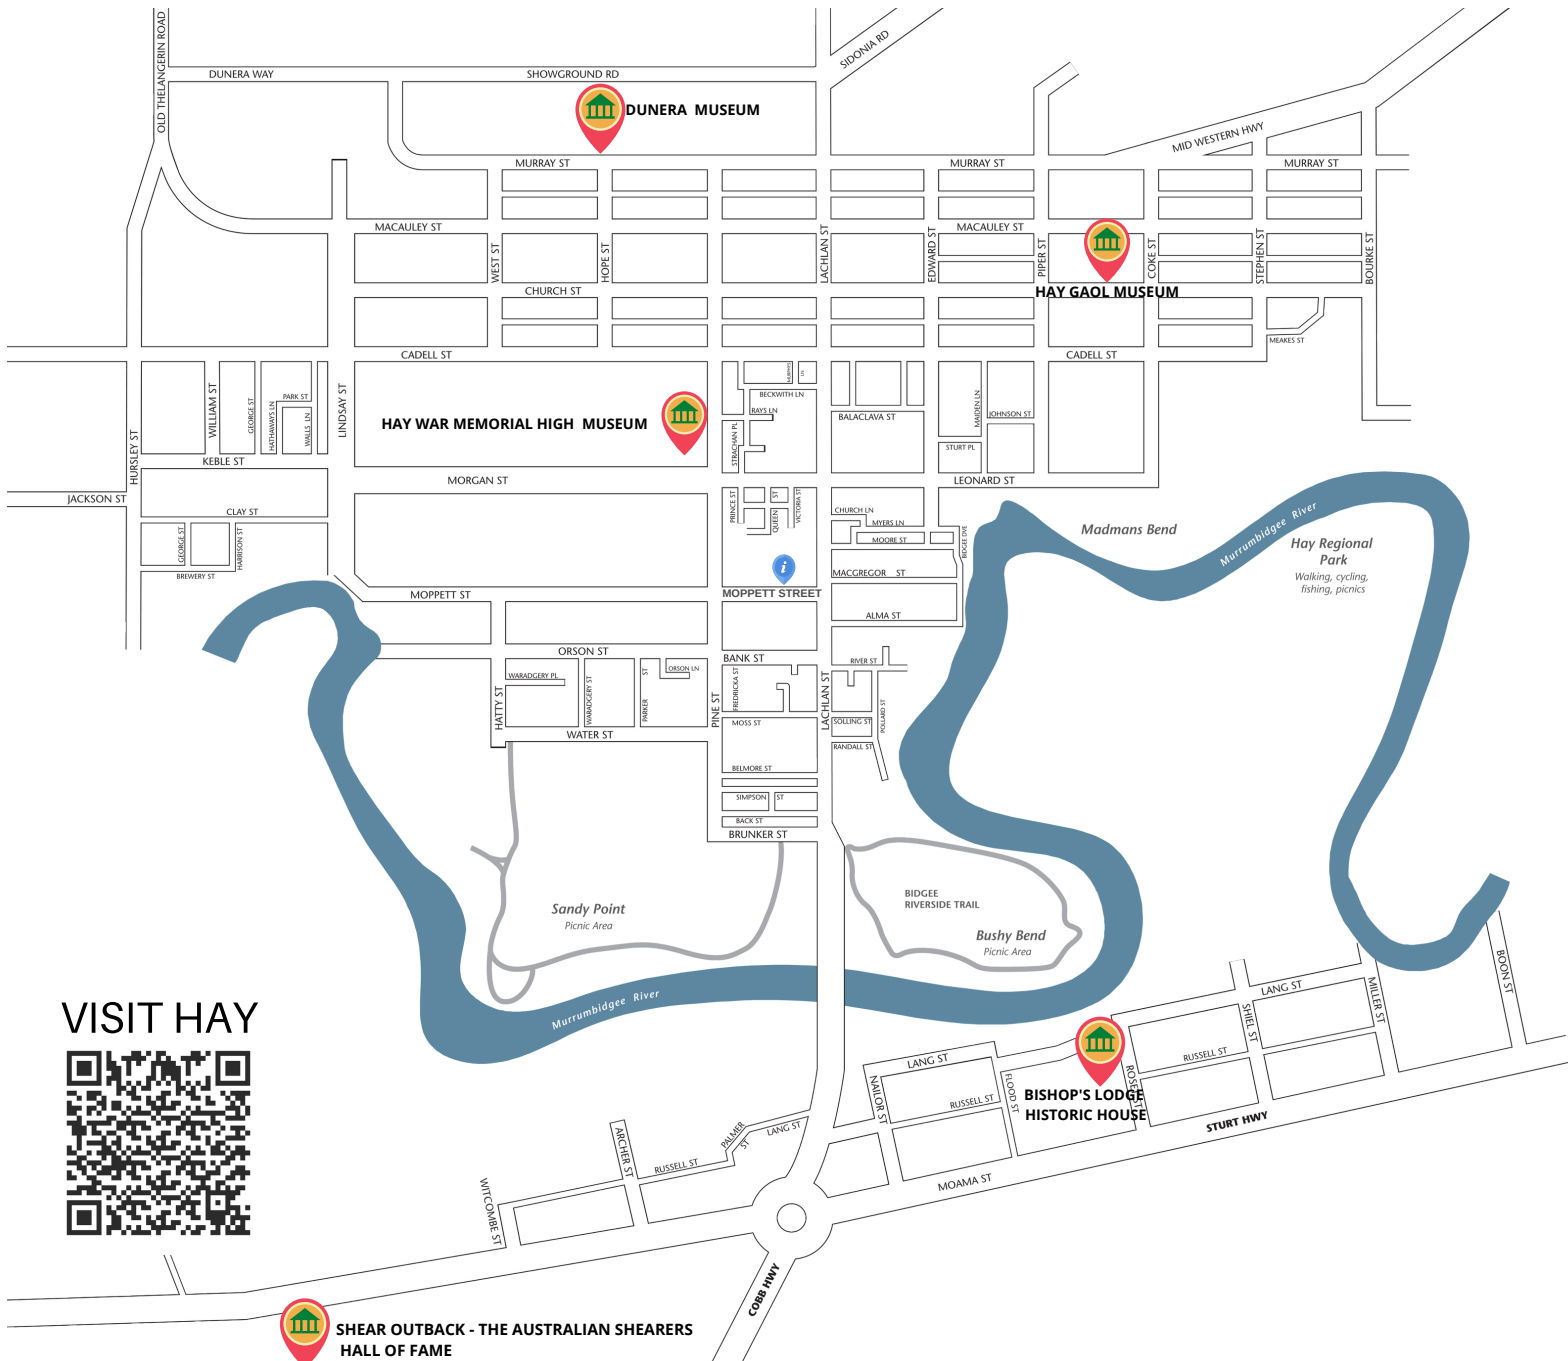 OLD THELANGERIN ROAD
DUNERA WAY
SHOWGROUND RD
SIDONIA RD
DUNERA MUSEUM
MID WESTERN HWY
MURRAY ST
MURRAY ST
MURRAY ST
MACAULEY ST
MACAULEY ST
WEST ST
HOPE ST
LACHLAN ST
EDWARD ST
PIPER ST
COKE ST
STEPHEN ST
BOURKE ST
CHURCH ST
HAY GAOL MUSEUM
MEAKES ST
CADELL ST
CADELL ST
HURSLEY ST
WILLIAM ST
GEORGE ST
HATHAWAYS LN
PARK ST
WALLS LN
LINDSAY ST
HAY WAR MEMORIAL HIGH MUSEUM
MURPHYS
LN
BECKWITH LN
RAYS LN
STRACHAN PL
BALACLAVA ST
MAIDEN LN
JOHNSON ST
STURT PL
KEBLE ST
MORGAN ST
LEONARD ST
JACKSON ST
CLAY ST
PRINCE ST
QUEEN ST
VICTORIA ST
CHURCH LN
MYERS LN
MOORE ST
BIDGEE DVE
GEORGE ST
HARRISON ST
BREWERY ST
i
MACGREGOR ST
Madmans Bend
Murrumbidgee River
Hay Regional
Park
Walking, cycling,
fishing, picnics
MOPPETT ST
MOPPETT STREET
ALMA ST
ORSON ST
BANK ST
RIVER ST
HATTY ST
WARADGERY PL
WARADGERY ST
PARKER ST
ORSON LN
PINE ST
FREDRICKA ST
LACHLAN ST
POLLARD ST
MOSS ST
SOLLING ST
WATER ST
RANDALL ST
BELMORE ST
SIMPSON ST
BACK ST
BRUNKER ST
Sandy Point
Picnic Area
BIDGEE
RIVERSIDE TRAIL
Bushy Bend
Picnic Area
Murrumbidgee River
BOON ST
LANG ST
MILLER ST
SHIEL ST
RUSSELL ST
ROSE ST
BISHOP'S LODGE
HISTORIC HOUSE
LANG ST
NAILOR ST
RUSSELL ST
FLOOD ST
STURT HWY
MOAMA ST
PALMER ST
LANG ST
ARCHER ST
RUSSELL ST
WITCOMBE ST
COBB HWY
VISIT HAY
SHEAR OUTBACK - THE AUSTRALIAN SHEARERS
HALL OF FAME